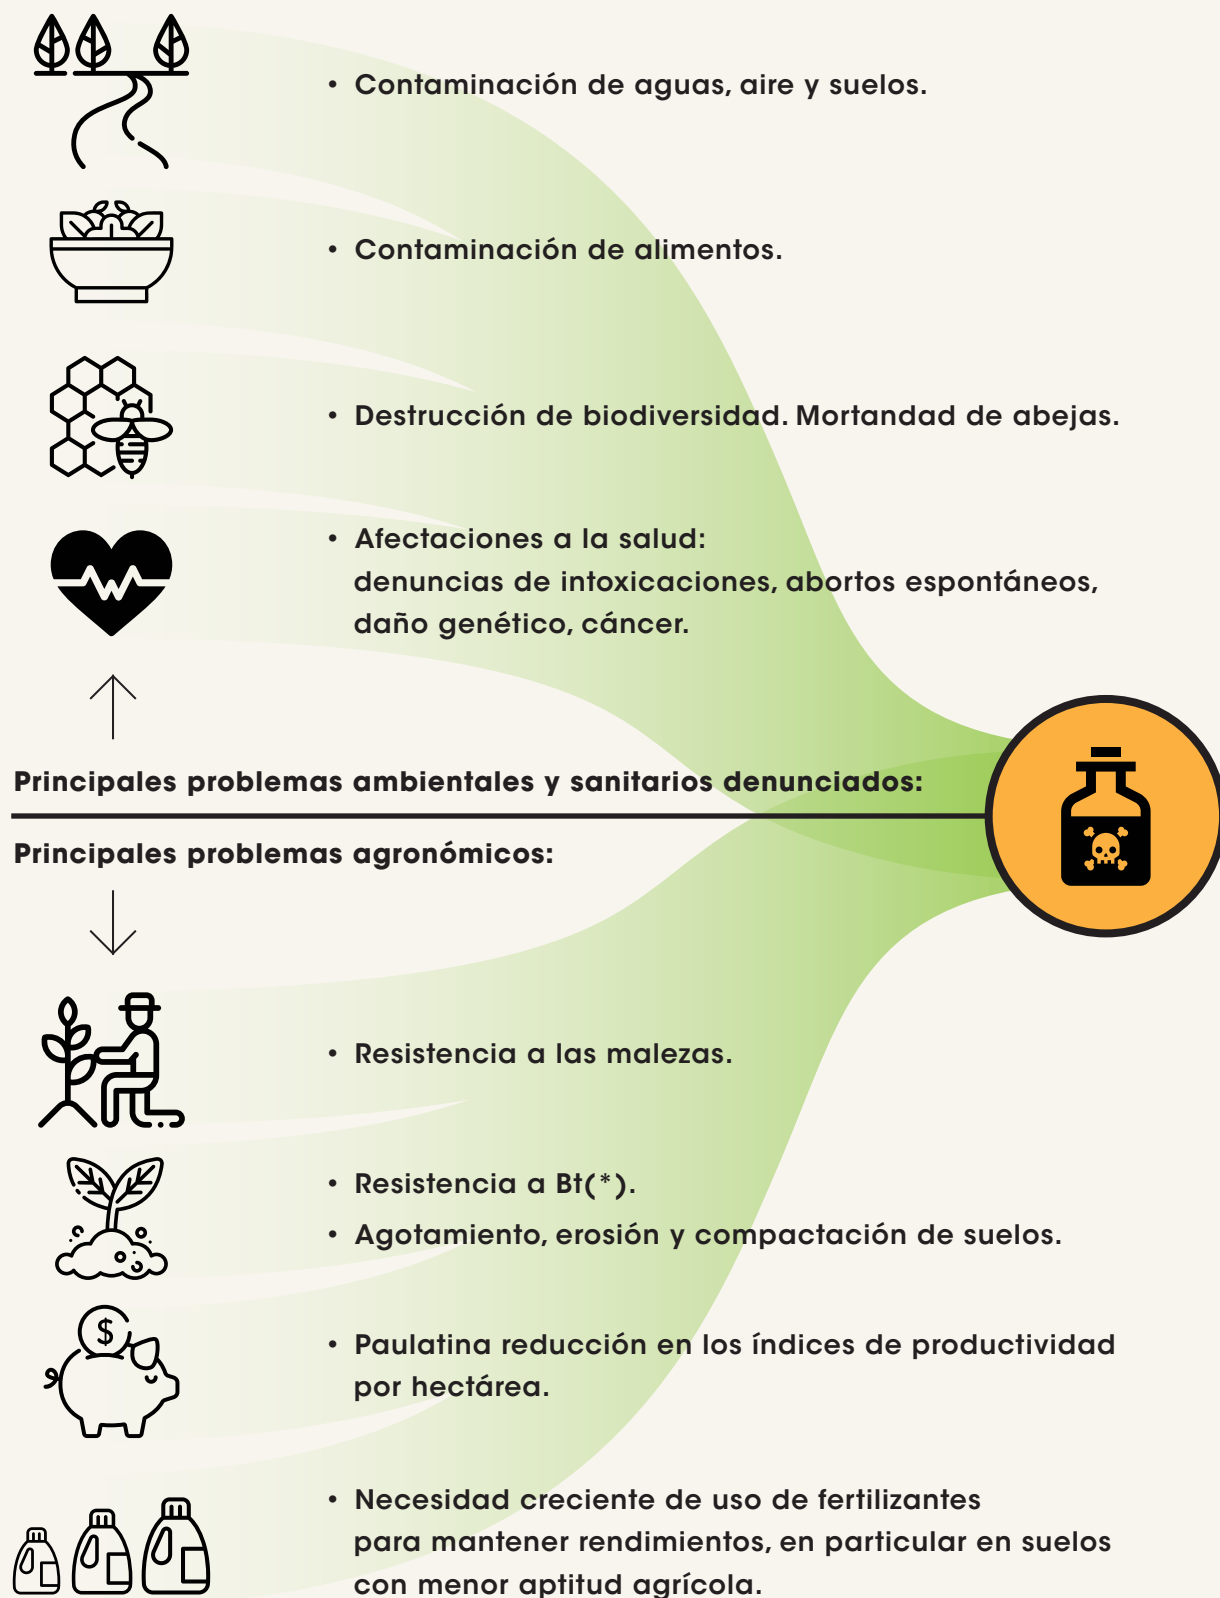 • Contaminación de aguas, aire y suelos.
• Contaminación de alimentos.
• Destrucción de biodiversidad. Mortandad de abejas.
• Afectaciones a la salud:
denuncias de intoxicaciones, abortos espontáneos,
daño genético, cáncer.
Principales problemas ambientales y sanitarios denunciados:
Principales problemas agronómicos:
• Resistencia a las malezas.
• Resistencia a Bt(*).
• Agotamiento, erosión y compactación de suelos.
$
• Paulatina reducción en los índices de productividad
por hectárea.
• Necesidad creciente de uso de fertilizantes
para mantener rendimientos, en particular en suelos
con menor aptitud agrícola.